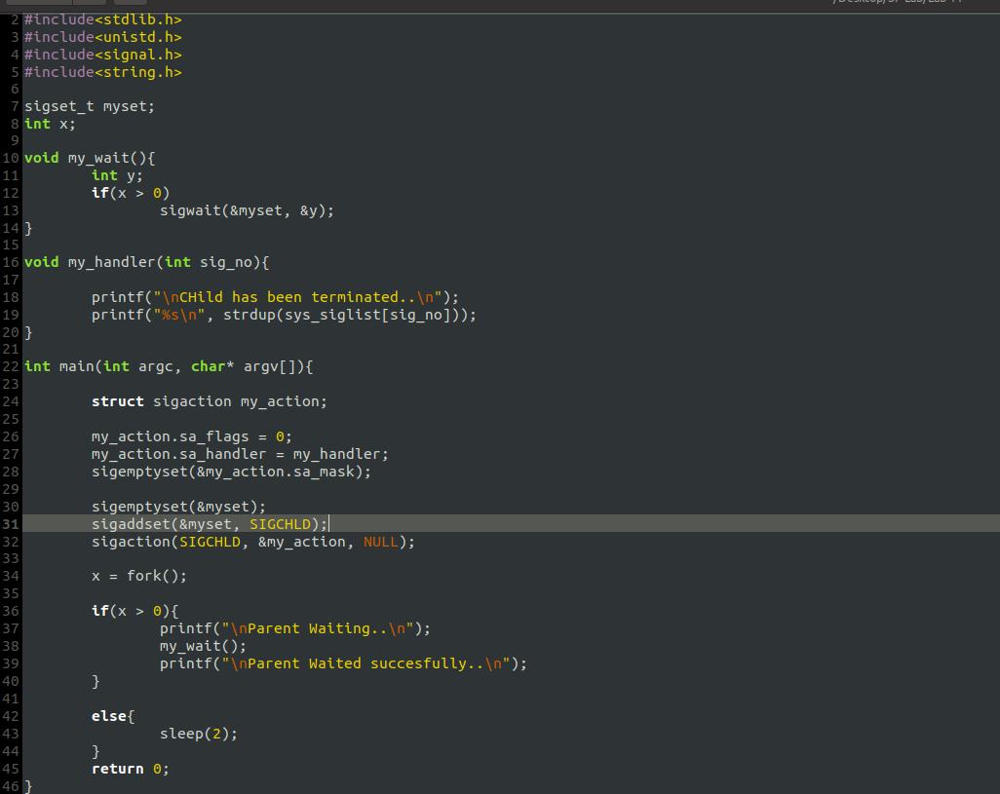 /Desktop/SP Lab/Lab 11
2 #include<stdlib.h>
3 #include<unistd.h>
4 #include<signal.h>
5 #include<string.h>
6
7 sigset_t myset;
8 int x;
9
10 void my_wait(){
11         int y;
12         if(x > 0)
13                 sigwait(&myset, &y);
14 }
15
16 void my_handler(int sig_no){
17
18         printf("\nCHild has been terminated..\n");
19         printf("%s\n", strdup(sys_siglist[sig_no]));
20 }
21
22 int main(int argc, char* argv[]){
23
24         struct sigaction my_action;
25
26         my_action.sa_flags = 0;
27         my_action.sa_handler = my_handler;
28         sigemptyset(&my_action.sa_mask);
29
30         sigemptyset(&myset);
31         sigaddset(&myset, SIGCHLD);
32         sigaction(SIGCHLD, &my_action, NULL);
33
34         x = fork();
35
36         if(x > 0){
37                 printf("\nParent Waiting..\n");
38                 my_wait();
39                 printf("\nParent Waited succesfully..\n");
40         }
41
42         else{
43                 sleep(2);
44         }
45         return 0;
46 }